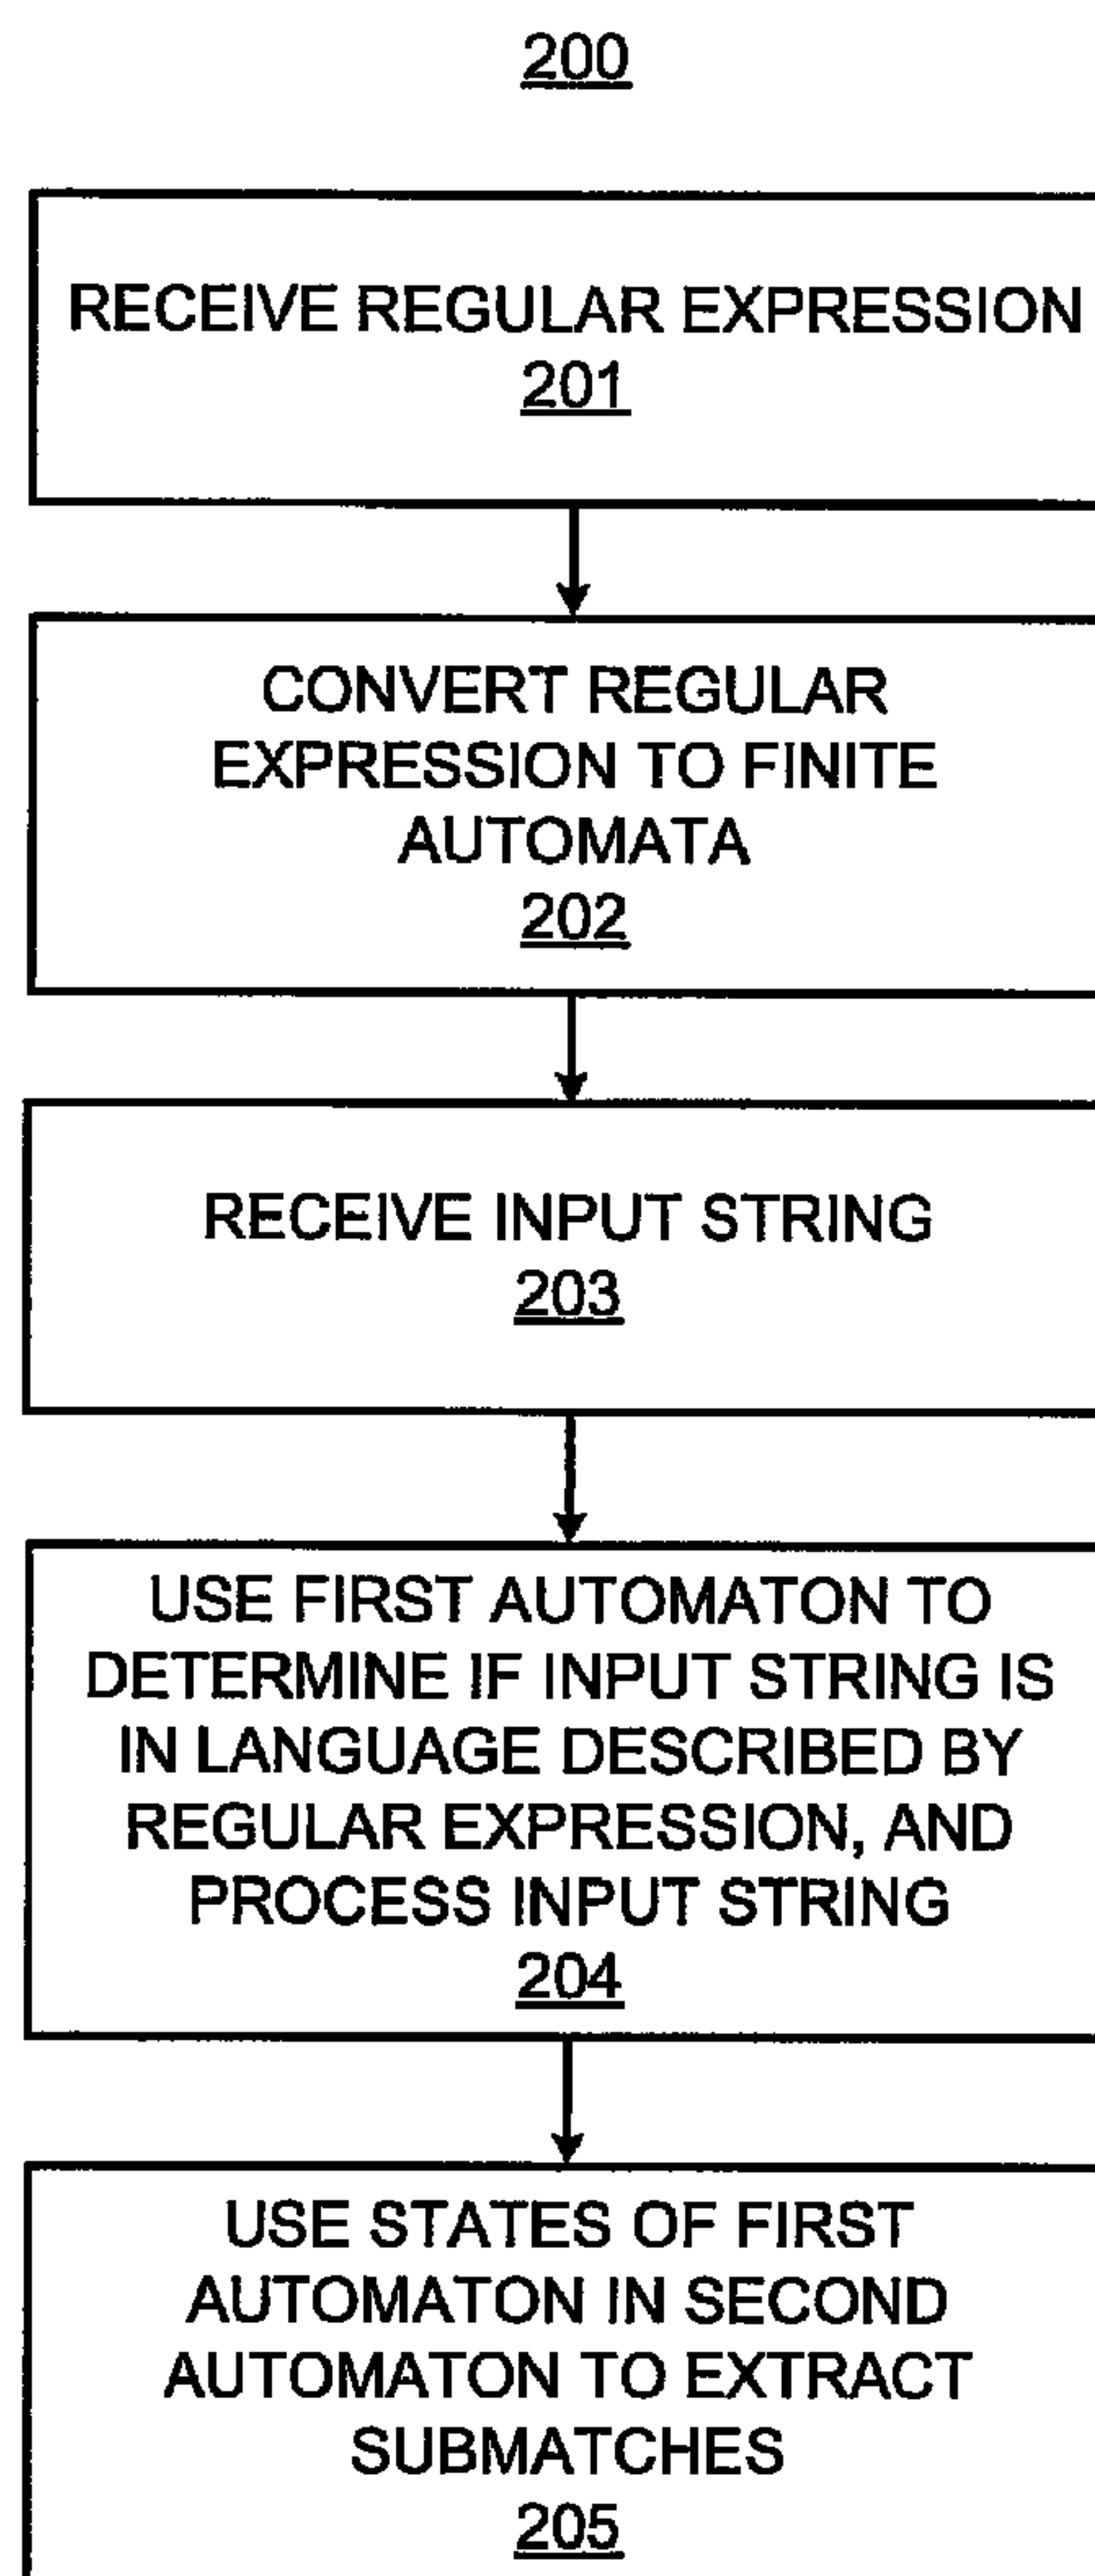 200
RECEIVE REGULAR EXPRESSION
201
CONVERT REGULAR
EXPRESSION TO FINITE
AUTOMATA
202
RECEIVE INPUT STRING
203
USE FIRST AUTOMATON TO
DETERMINE IF INPUT STRING IS
IN LANGUAGE DESCRIBED BY
REGULAR EXPRESSION, AND
PROCESS INPUT STRING
204
USE STATES OF FIRST
AUTOMATON IN SECOND
AUTOMATON TO EXTRACT
SUBMATCHES
205